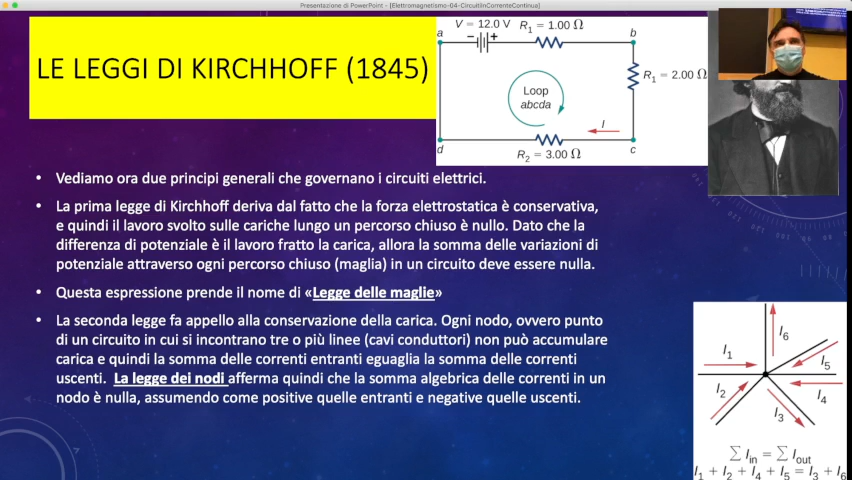 Presentazione di PowerPoint - [Elettromagnetismo-04-CircuitiInCorrenteContinua]
LE LEGGI DI KIRCHHOFF (1845)
V = 12.0 V R₁ = 1.00 Ω
a
− +
b
R₁ = 2.00 Ω
Loop
abcda
I
d
c
R₂ = 3.00 Ω
• Vediamo ora due principi generali che governano i circuiti elettrici.
• La prima legge di Kirchhoff deriva dal fatto che la forza elettrostatica è conservativa,
e quindi il lavoro svolto sulle cariche lungo un percorso chiuso è nullo. Dato che la
differenza di potenziale è il lavoro fratto la carica, allora la somma delle variazioni di
potenziale attraverso ogni percorso chiuso (maglia) in un circuito deve essere nulla.
• Questa espressione prende il nome di «Legge delle maglie»
• La seconda legge fa appello alla conservazione della carica. Ogni nodo, ovvero punto
di un circuito in cui si incontrano tre o più linee (cavi conduttori) non può accumulare
carica e quindi la somma delle correnti entranti eguaglia la somma delle correnti
uscenti. La legge dei nodi afferma quindi che la somma algebrica delle correnti in un
nodo è nulla, assumendo come positive quelle entranti e negative quelle uscenti.
I₆
I₁
I₅
I₂
I₄
I₃
∑ Iin = ∑ Iout
I₁ + I₂ + I₄ + I₅ = I₃ + I₆